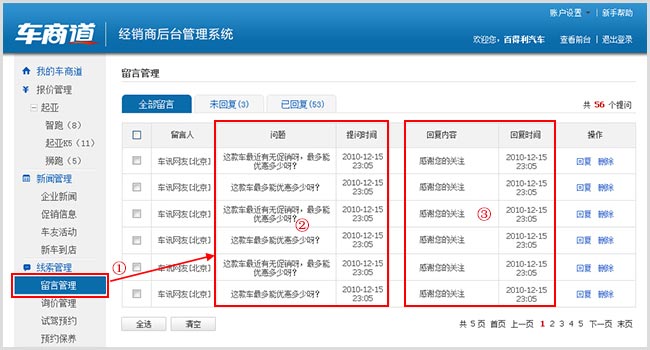 车商道 经销商后台管理系统
账户设置 新手帮助
欢迎您，百得利汽车 查看前台 退出登录
我的车商道
报价管理
起亚
智跑（8）
起亚K5（11）
狮跑（5）
新闻管理
企业新闻
促销信息
车友活动
新车到店
线索管理
留言管理
询价管理
试驾预约
预约保养
①
留言管理
全部留言 未回复(3) 已回复(53)
共 56 个提问
留言人 问题 提问时间 回复内容 回复时间 操作
车讯网友[北京] 这款车最近有无促销呀，最多能优惠多少呀？ 2010-12-15 23:05 感谢您的关注 2010-12-15 23:05 回复 删除
车讯网友[北京] 这款车最多能优惠多少呀？ 2010-12-15 23:05 感谢您的关注 2010-12-15 23:05 回复 删除
车讯网友[北京] 这款车最近有无促销呀，最多能优惠多少呀？ 2010-12-15 23:05 感谢您的关注 2010-12-15 23:05 回复 删除
② ③
车讯网友[北京] 这款车最多能优惠多少呀？ 2010-12-15 23:05 感谢您的关注 2010-12-15 23:05 回复 删除
车讯网友[北京] 这款车最近有无促销呀，最多能优惠多少呀？ 2010-12-15 23:05 感谢您的关注 2010-12-15 23:05 回复 删除
车讯网友[北京] 这款车最多能优惠多少呀？ 2010-12-15 23:05 感谢您的关注 2010-12-15 23:05 回复 删除
全选 清空
共 5 页 首页 上一页 1 2 3 4 5 下一页 末页